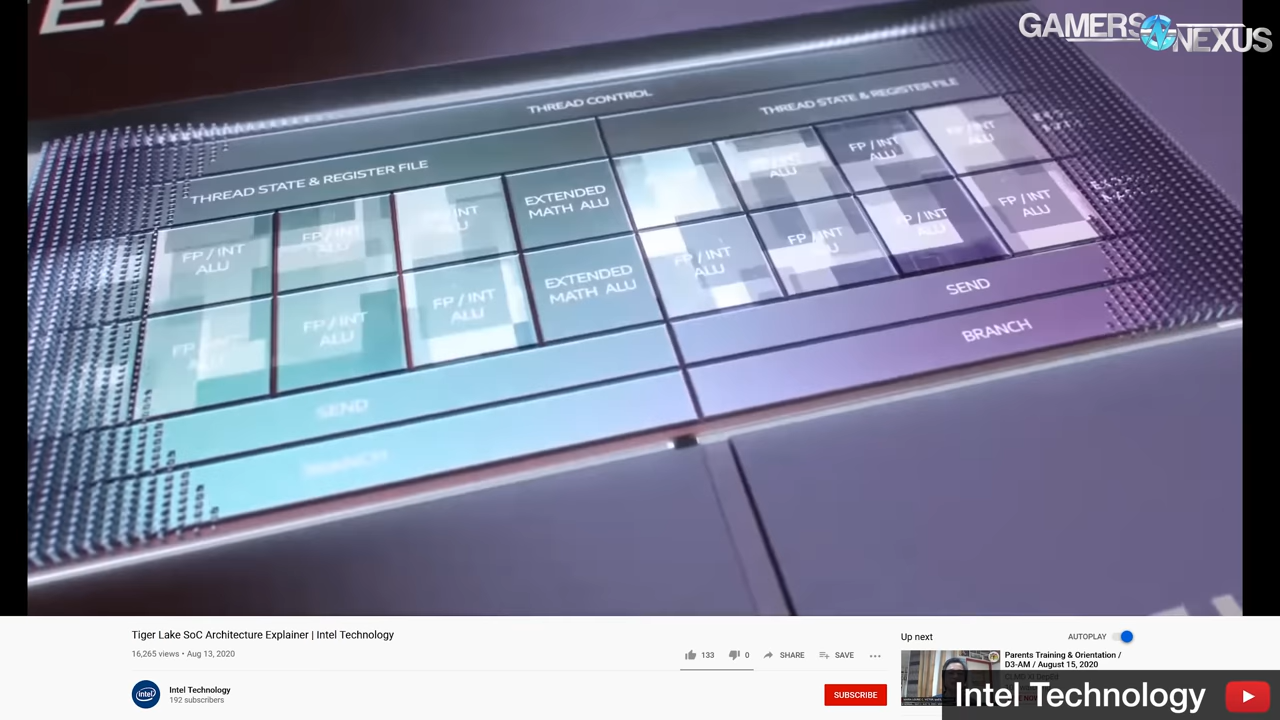 GAMERS NEXUS
THREAD CONTROL
THREAD STATE & REGISTER FILE
THREAD STATE & REGISTER FILE
FP / INT
ALU
FP / INT
ALU
INT
EXTENDED
MATH ALU
ALU
FP / INT
ALU
FP / INT
FP / INT
ALU
FP / INT
ALU
FP / INT
ALU
EXTENDED
MATH ALU
FP / INT
ALU
FP / INT
ALU
FP / INT
ALU
FP / INT
ALU
SEND
BRANCH
SEND
BRANCH
Tiger Lake SoC Architecture Explainer | Intel Technology
16,265 views • Aug 13, 2020
133
0
SHARE
SAVE
intel
Intel Technology
192 subscribers
SUBSCRIBE
Up next
AUTOPLAY
Parents Training & Orientation /
D3-AM / August 15, 2020
Intel Technology